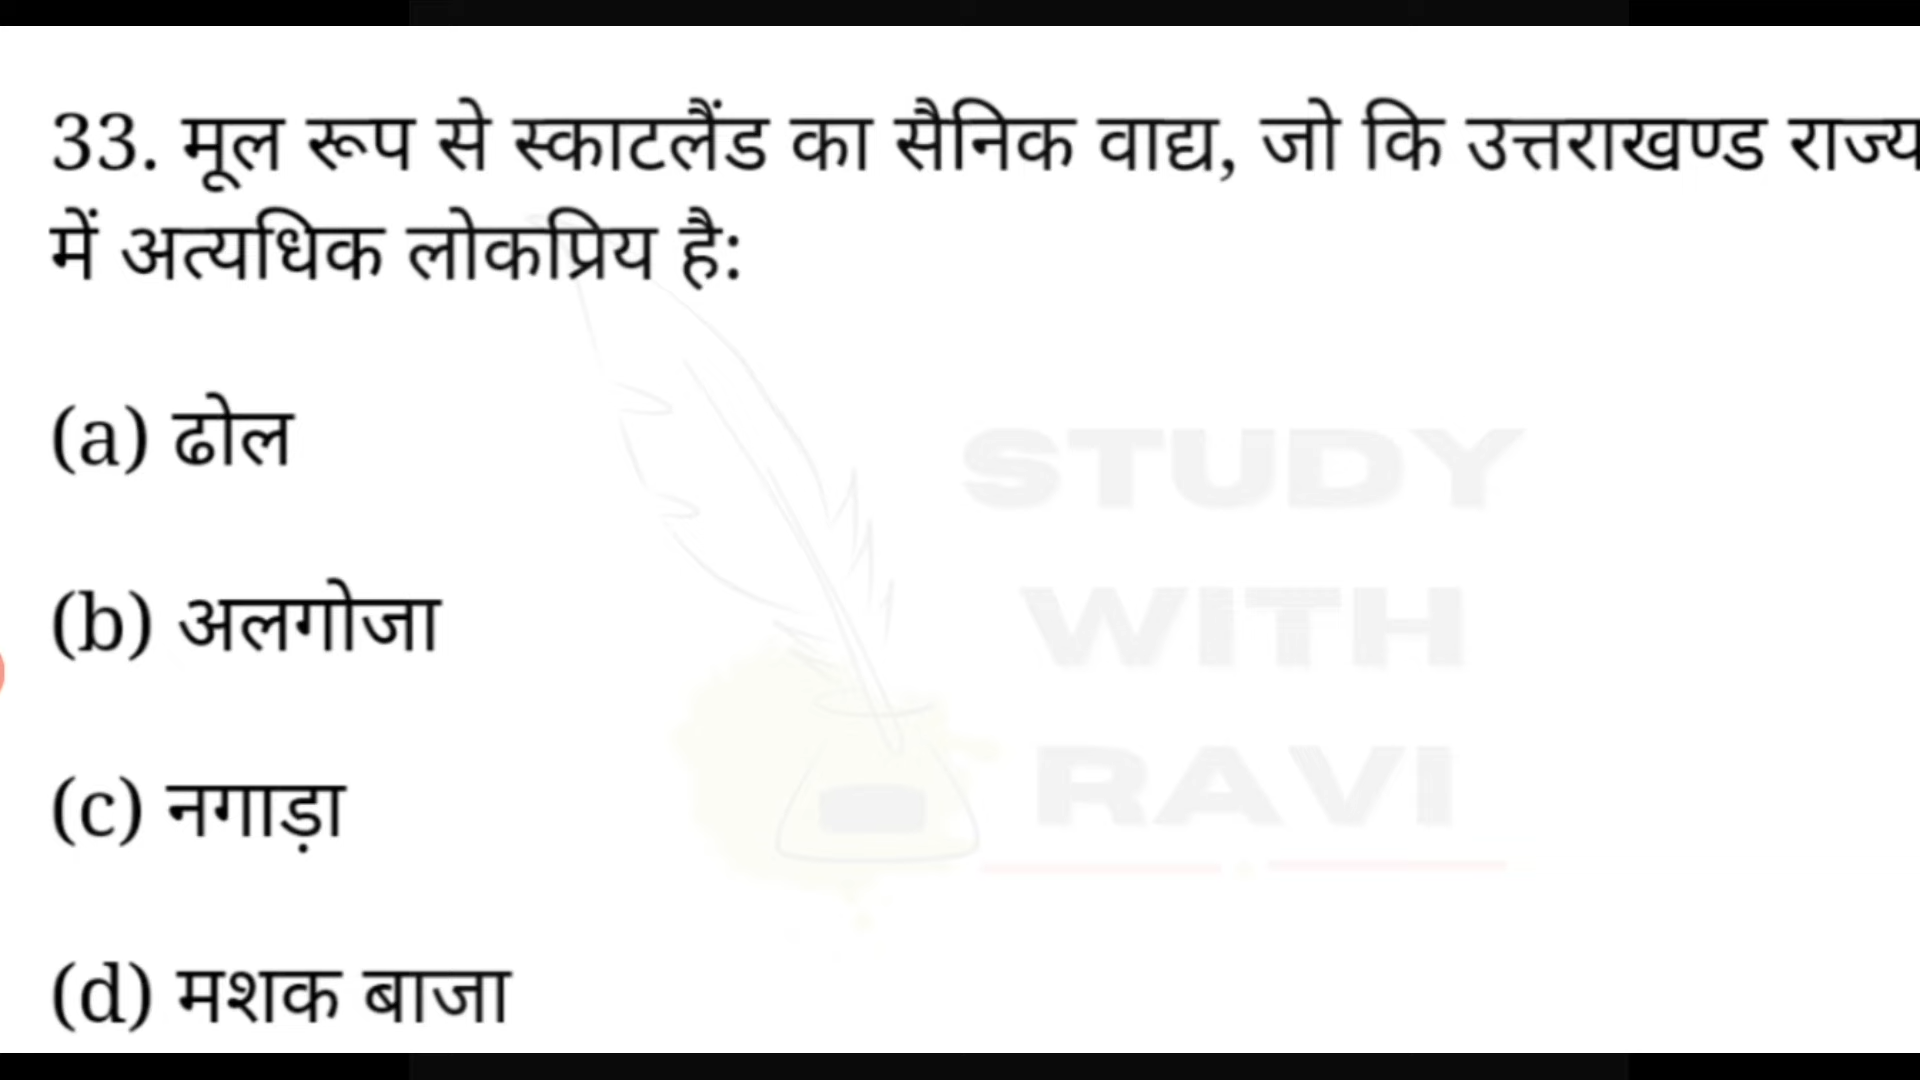 33. मूल रूप से स्काटलैंड का सैनिक वाद्य, जो कि उत्तराखण्ड राज्य
में अत्यधिक लोकप्रिय है:
(a) ढोल
(b) अलगोजा
(c) नगाड़ा
(d) मशक बाजा
STUDY
WITH
RAVI